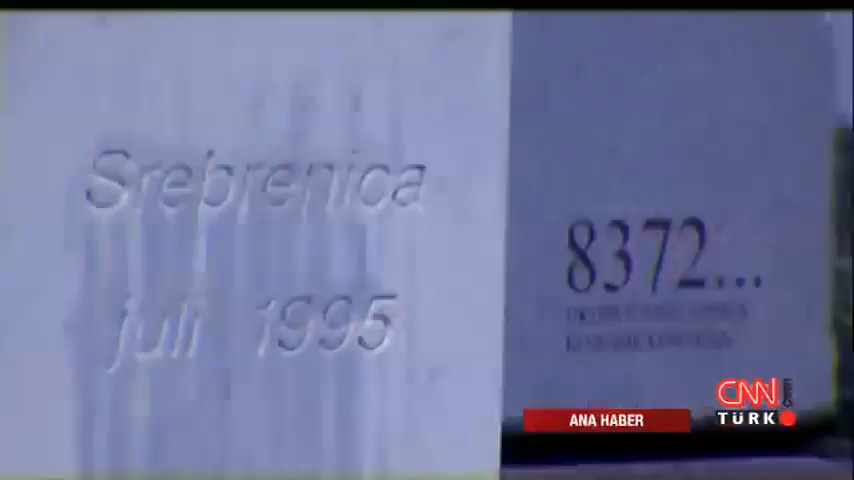 Srebrenica
juli 1995
8372...
ANA HABER
CNN
TÜRK